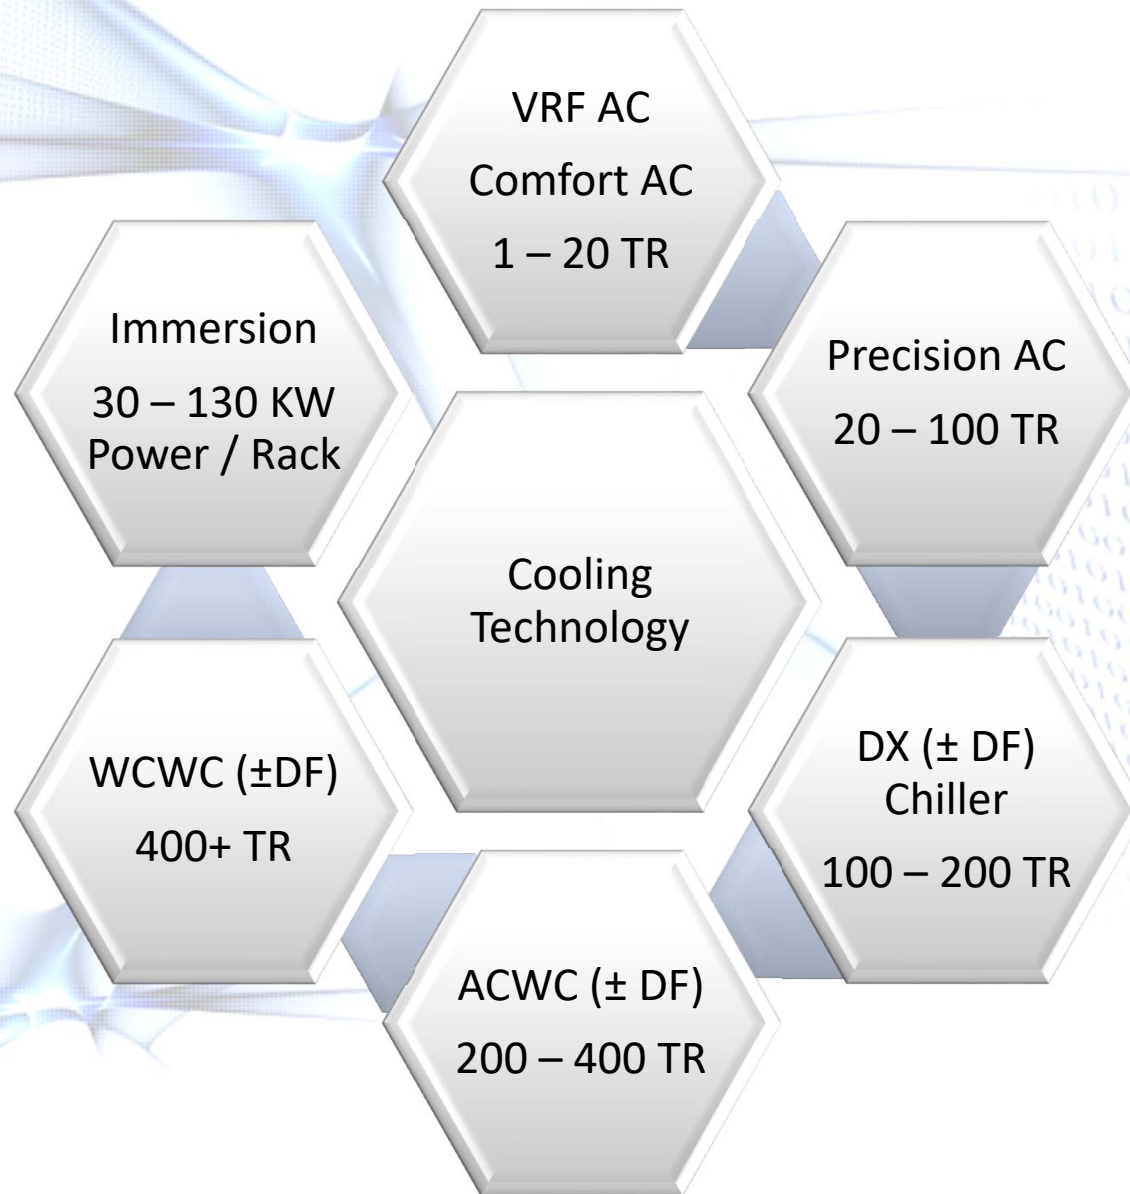 VRF AC
Comfort AC
1 – 20 TR
Precision AC
20 – 100 TR
DX (± DF)
Chiller
100 – 200 TR
ACWC (± DF)
200 – 400 TR
WCWC (±DF)
400+ TR
Immersion
30 – 130 KW
Power / Rack
Cooling
Technology